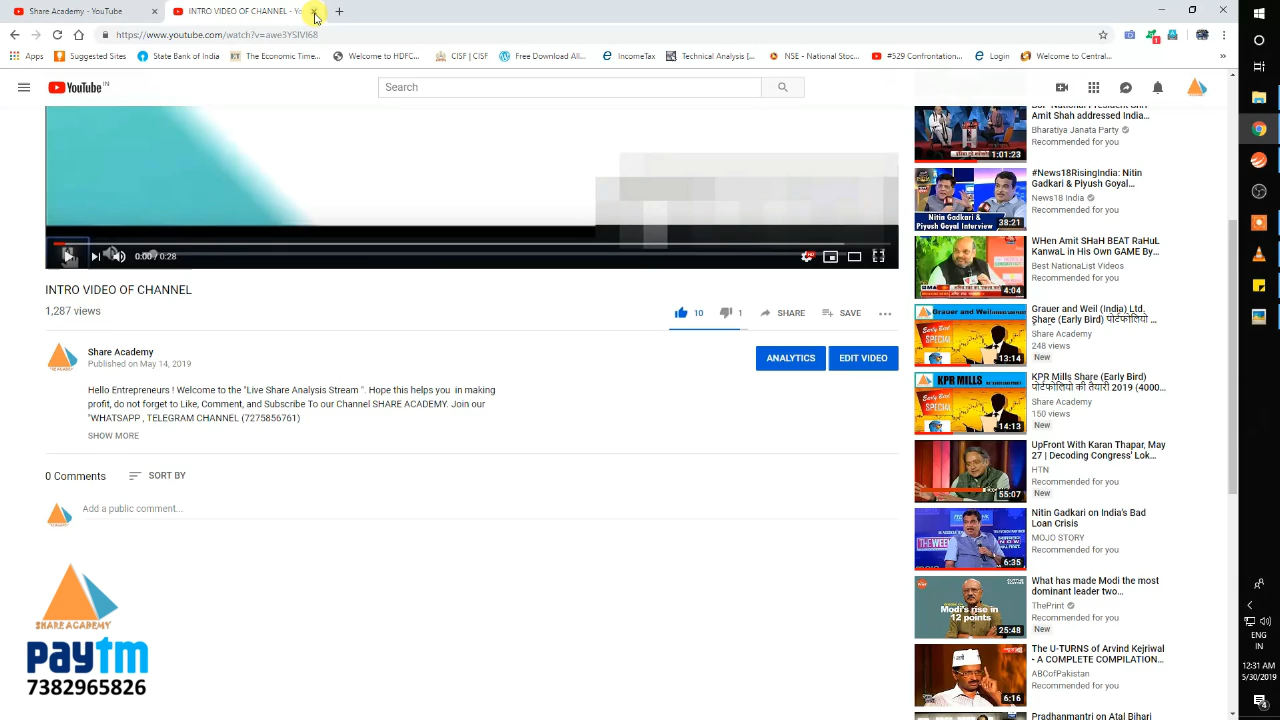 Share Academy - YouTube
INTRO VIDEO OF CHANNEL - Yo
https://www.youtube.com/watch?v=awe3YSIVI68
Apps
Suggested Sites
State Bank of India
The Economic Time...
Welcome to HDFC...
CISF | CISF
Free Download All...
IncomeTax
Technical Analysis |...
NSE - National Stoc...
#529 Confrontatio...
Login
Welcome to Central...
YouTube IN
Search
Amit Shah addressed India...
Bharatiya Janata Party
Recommended for you
1:01:23
#News18RisingIndia: Nitin
Gadkari & Piyush Goyal...
News18 India
Recommended for you
Nitin Gadkari &
Piyush Goyal Interview
38:21
WHen Amit SHaH BEAT RaHuL
KanwaL in His Own GAME By...
Best NationaList Videos
Recommended for you
4:04
0:00 / 0:28
HD
INTRO VIDEO OF CHANNEL
1,287 views
10
1
SHARE
SAVE
Share Academy
Published on May 14, 2019
ANALYTICS
EDIT VIDEO
Hello Entrepreneurs ! Welcome to the " Share Analysis Stream ". Hope this helps you in making
profit, do not forget to Like, Comment and Subscribe To our Channel SHARE ACADEMY. Join our
"WHATSAPP , TELEGRAM CHANNEL (7275856761)
SHOW MORE
0 Comments
SORT BY
Add a public comment...
Grauer and Weil (India) Ltd.
Share (Early Bird) पोर्टफोलियो ...
Share Academy
248 views
New
Early Bird
SPECIAL
13:14
KPR Mills Share (Early Bird)
पोर्टफोलियो की तैयारी 2019 (4000...
Share Academy
150 views
New
KPR MILLS
Early Bird
SPECIAL
14:13
UpFront With Karan Thapar, May
27 | Decoding Congress' Lok...
HTN
Recommended for you
New
55:07
Nitin Gadkari on India's Bad
Loan Crisis
MOJO STORY
Recommended for you
THE WEEK
6:35
What has made Modi the most
dominant leader two...
ThePrint
Recommended for you
New
Modi's rise in
12 points
25:48
The U-TURNS of Arvind Kejriwal
- A COMPLETE COMPILATION...
ABCofPakistan
Recommended for you
6:16
Pradhanmantri on Atal Bihari
SHARE ACADEMY
paytm
7382965826
ENG
IN
12:31 AM
5/30/2019
4